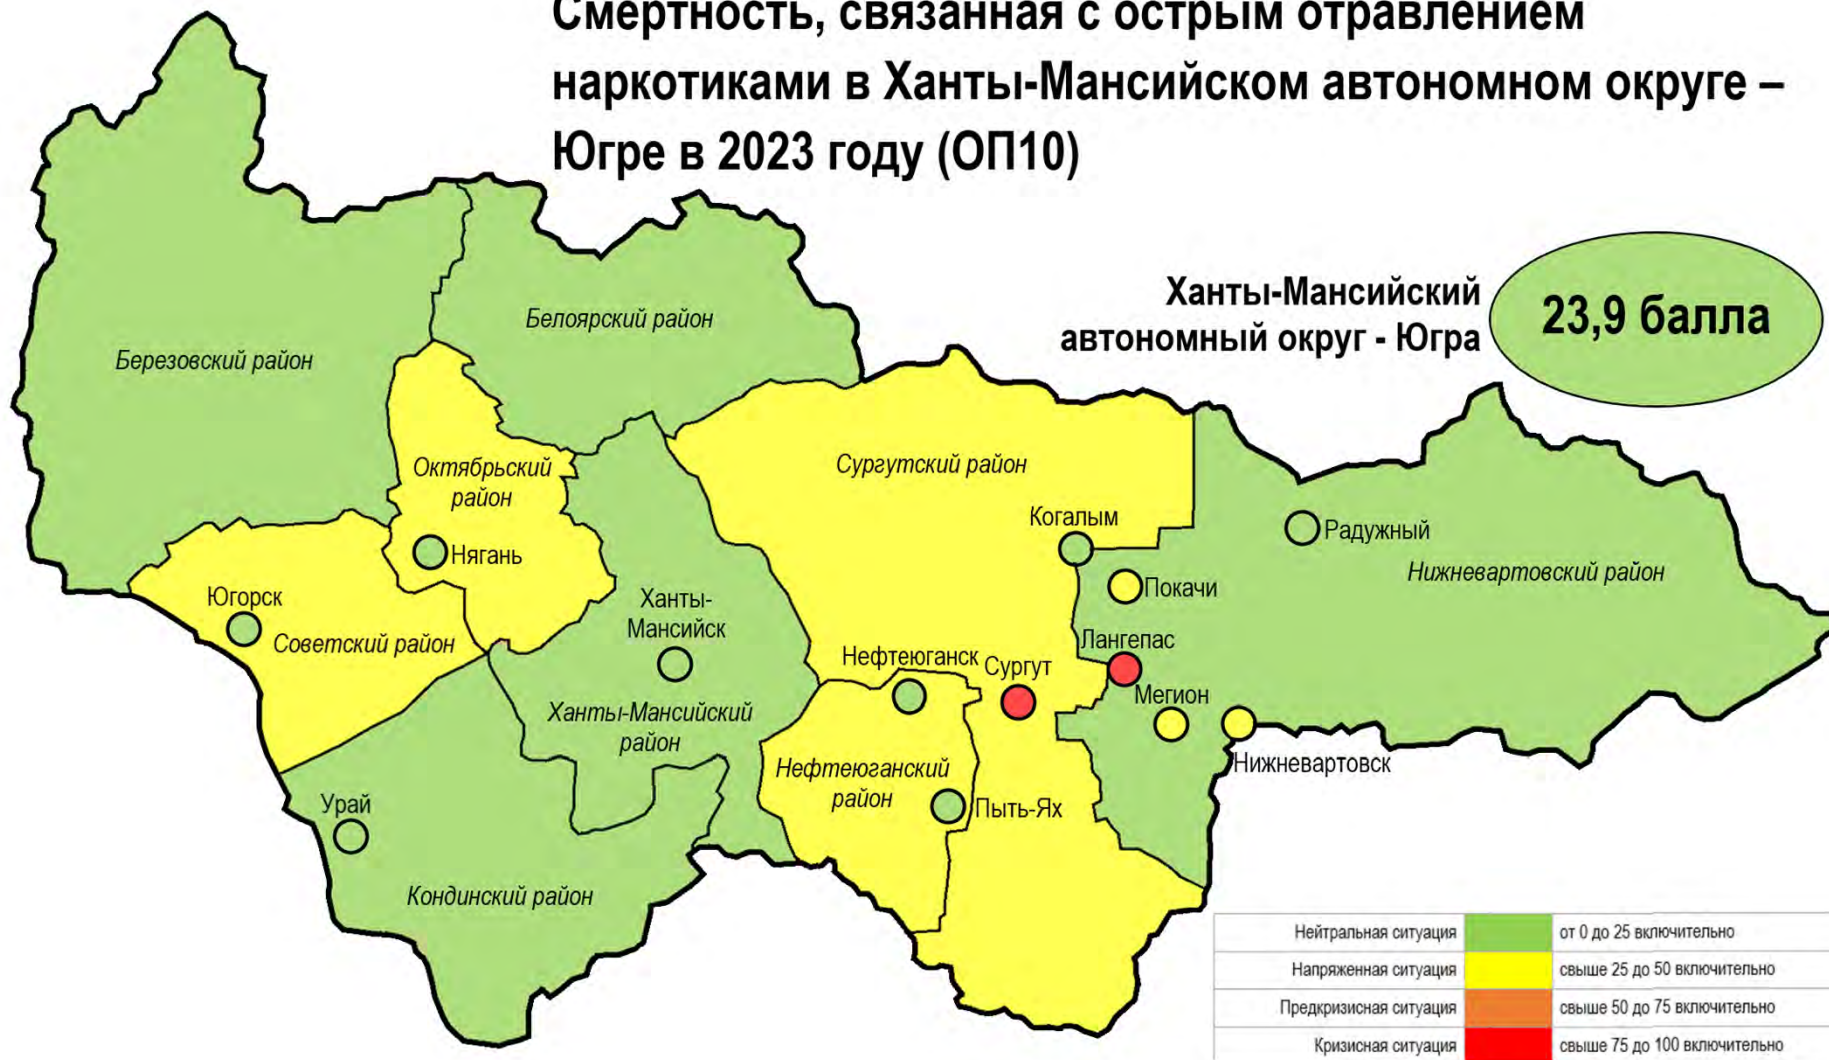 Смертность, связанная с острым отравлением
наркотиками в Ханты-Мансийском автономном округе –
Югре в 2023 году (ОП10)
Ханты-Мансийский
автономный округ - Югра
23,9 балла
Белоярский район
Березовский район
Октябрьский
район
Сургутский район
Когалым
Радужный
Нижневартовский район
Нягань
Покачи
Югорск
Советский район
Ханты-
Мансийск
Лангепас
Нефтеюганск
Сургут
Мегион
Ханты-Мансийский
район
Нижневартовск
Нефтеюганский
район
Пыть-Ях
Урай
Кондинский район
Нейтральная ситуация от 0 до 25 включительно
Напряженная ситуация свыше 25 до 50 включительно
Предкризисная ситуация свыше 50 до 75 включительно
Кризисная ситуация свыше 75 до 100 включительно